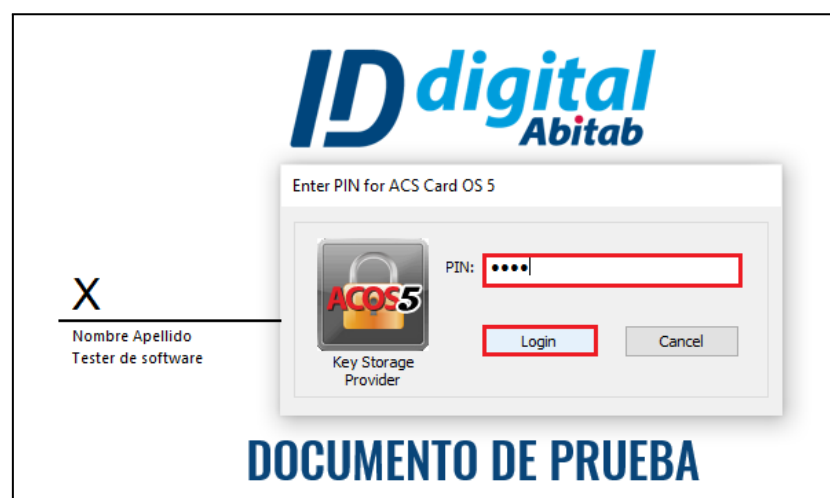 ID digital
Abitab
Enter PIN for ACS Card OS 5
PIN: ••••
ACOS5
X
Nombre Apellido
Tester de software
Login Cancel
Key Storage
Provider
DOCUMENTO DE PRUEBA